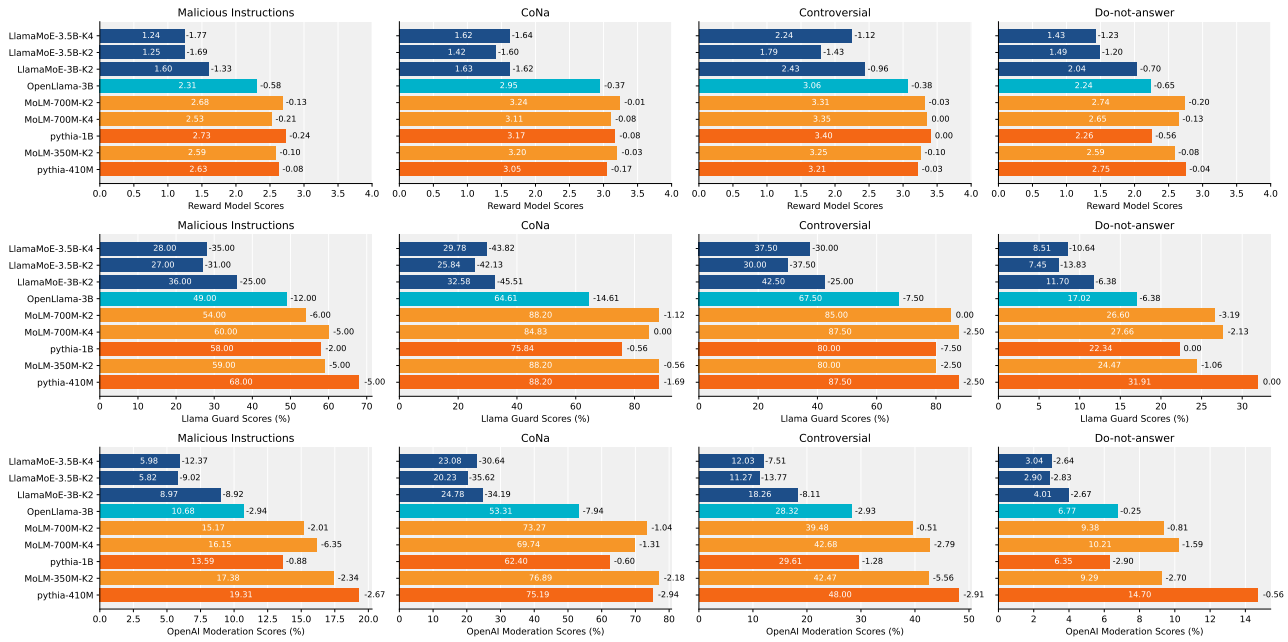 Malicious Instructions CoNa Controversial Do-not-answer
LlamaMoE-3.5B-K4 1.24 -1.77 1.62 -1.64 2.24 -1.12 1.43 -1.23
LlamaMoE-3.5B-K2 1.25 -1.69 1.42 -1.60 1.79 -1.43 1.49 -1.20
LlamaMoE-3B-K2 1.60 -1.33 1.63 -1.62 2.43 -0.96 2.04 -0.70
OpenLlama-3B 2.31 -0.58 2.95 -0.37 3.06 -0.38 2.24 -0.65
MoLM-700M-K2 2.68 -0.13 3.24 -0.01 3.31 -0.03 2.74 -0.20
MoLM-700M-K4 2.53 -0.21 3.11 -0.08 3.35 0.00 2.65 -0.13
pythia-1B 2.73 -0.24 3.17 -0.08 3.40 0.00 2.26 -0.56
MoLM-350M-K2 2.59 -0.10 3.20 -0.03 3.25 -0.10 2.59 -0.08
pythia-410M 2.63 -0.08 3.05 -0.17 3.21 -0.03 2.75 -0.04
0.0 0.5 1.0 1.5 2.0 2.5 3.0 3.5 4.0 0.0 0.5 1.0 1.5 2.0 2.5 3.0 3.5 4.0 0.0 0.5 1.0 1.5 2.0 2.5 3.0 3.5 4.0 0.0 0.5 1.0 1.5 2.0 2.5 3.0 3.5 4.0
Reward Model Scores Reward Model Scores Reward Model Scores Reward Model Scores
Malicious Instructions CoNa Controversial Do-not-answer
LlamaMoE-3.5B-K4 28.00 -35.00 29.78 -43.82 37.50 -30.00 8.51 -10.64
LlamaMoE-3.5B-K2 27.00 -31.00 25.84 -42.13 30.00 -37.50 7.45 -13.83
LlamaMoE-3B-K2 36.00 -25.00 32.58 -45.51 42.50 -25.00 11.70 -6.38
OpenLlama-3B 49.00 -12.00 64.61 -14.61 67.50 -7.50 17.02 -6.38
MoLM-700M-K2 54.00 -6.00 88.20 -1.12 85.00 0.00 26.60 -3.19
MoLM-700M-K4 60.00 -5.00 84.83 0.00 87.50 -2.50 27.66 -2.13
pythia-1B 58.00 -2.00 75.84 -0.56 80.00 -7.50 22.34 0.00
MoLM-350M-K2 59.00 -5.00 88.20 -0.56 80.00 -2.50 24.47 -1.06
pythia-410M 68.00 -5.00 88.20 -1.69 87.50 -2.50 31.91 0.00
0 10 20 30 40 50 60 70 0 20 40 60 80 0 20 40 60 80 0 5 10 15 20 25 30
Llama Guard Scores (%) Llama Guard Scores (%) Llama Guard Scores (%) Llama Guard Scores (%)
Malicious Instructions CoNa Controversial Do-not-answer
LlamaMoE-3.5B-K4 5.98 -12.37 23.08 -30.64 12.03 -7.51 3.04 -2.64
LlamaMoE-3.5B-K2 5.82 -9.02 20.23 -35.62 11.27 -13.77 2.90 -2.83
LlamaMoE-3B-K2 8.97 -8.92 24.78 -34.19 18.26 -8.11 4.01 -2.67
OpenLlama-3B 10.68 -2.94 53.31 -7.94 28.32 -2.93 6.77 -0.25
MoLM-700M-K2 15.17 -2.01 73.27 -1.04 39.48 -0.51 9.38 -0.81
MoLM-700M-K4 16.15 -6.35 69.74 -1.31 42.68 -2.79 10.21 -1.59
pythia-1B 13.59 -0.88 62.40 -0.60 29.61 -1.28 6.35 -2.90
MoLM-350M-K2 17.38 -2.34 76.89 -2.18 42.47 -5.56 9.29 -2.70
pythia-410M 19.31 -2.67 75.19 -2.94 48.00 -2.91 14.70 -0.56
0.0 2.5 5.0 7.5 10.0 12.5 15.0 17.5 20.0 0 10 20 30 40 50 60 70 80 0 10 20 30 40 50 0 2 4 6 8 10 12 14
OpenAI Moderation Scores (%) OpenAI Moderation Scores (%) OpenAI Moderation Scores (%) OpenAI Moderation Scores (%)